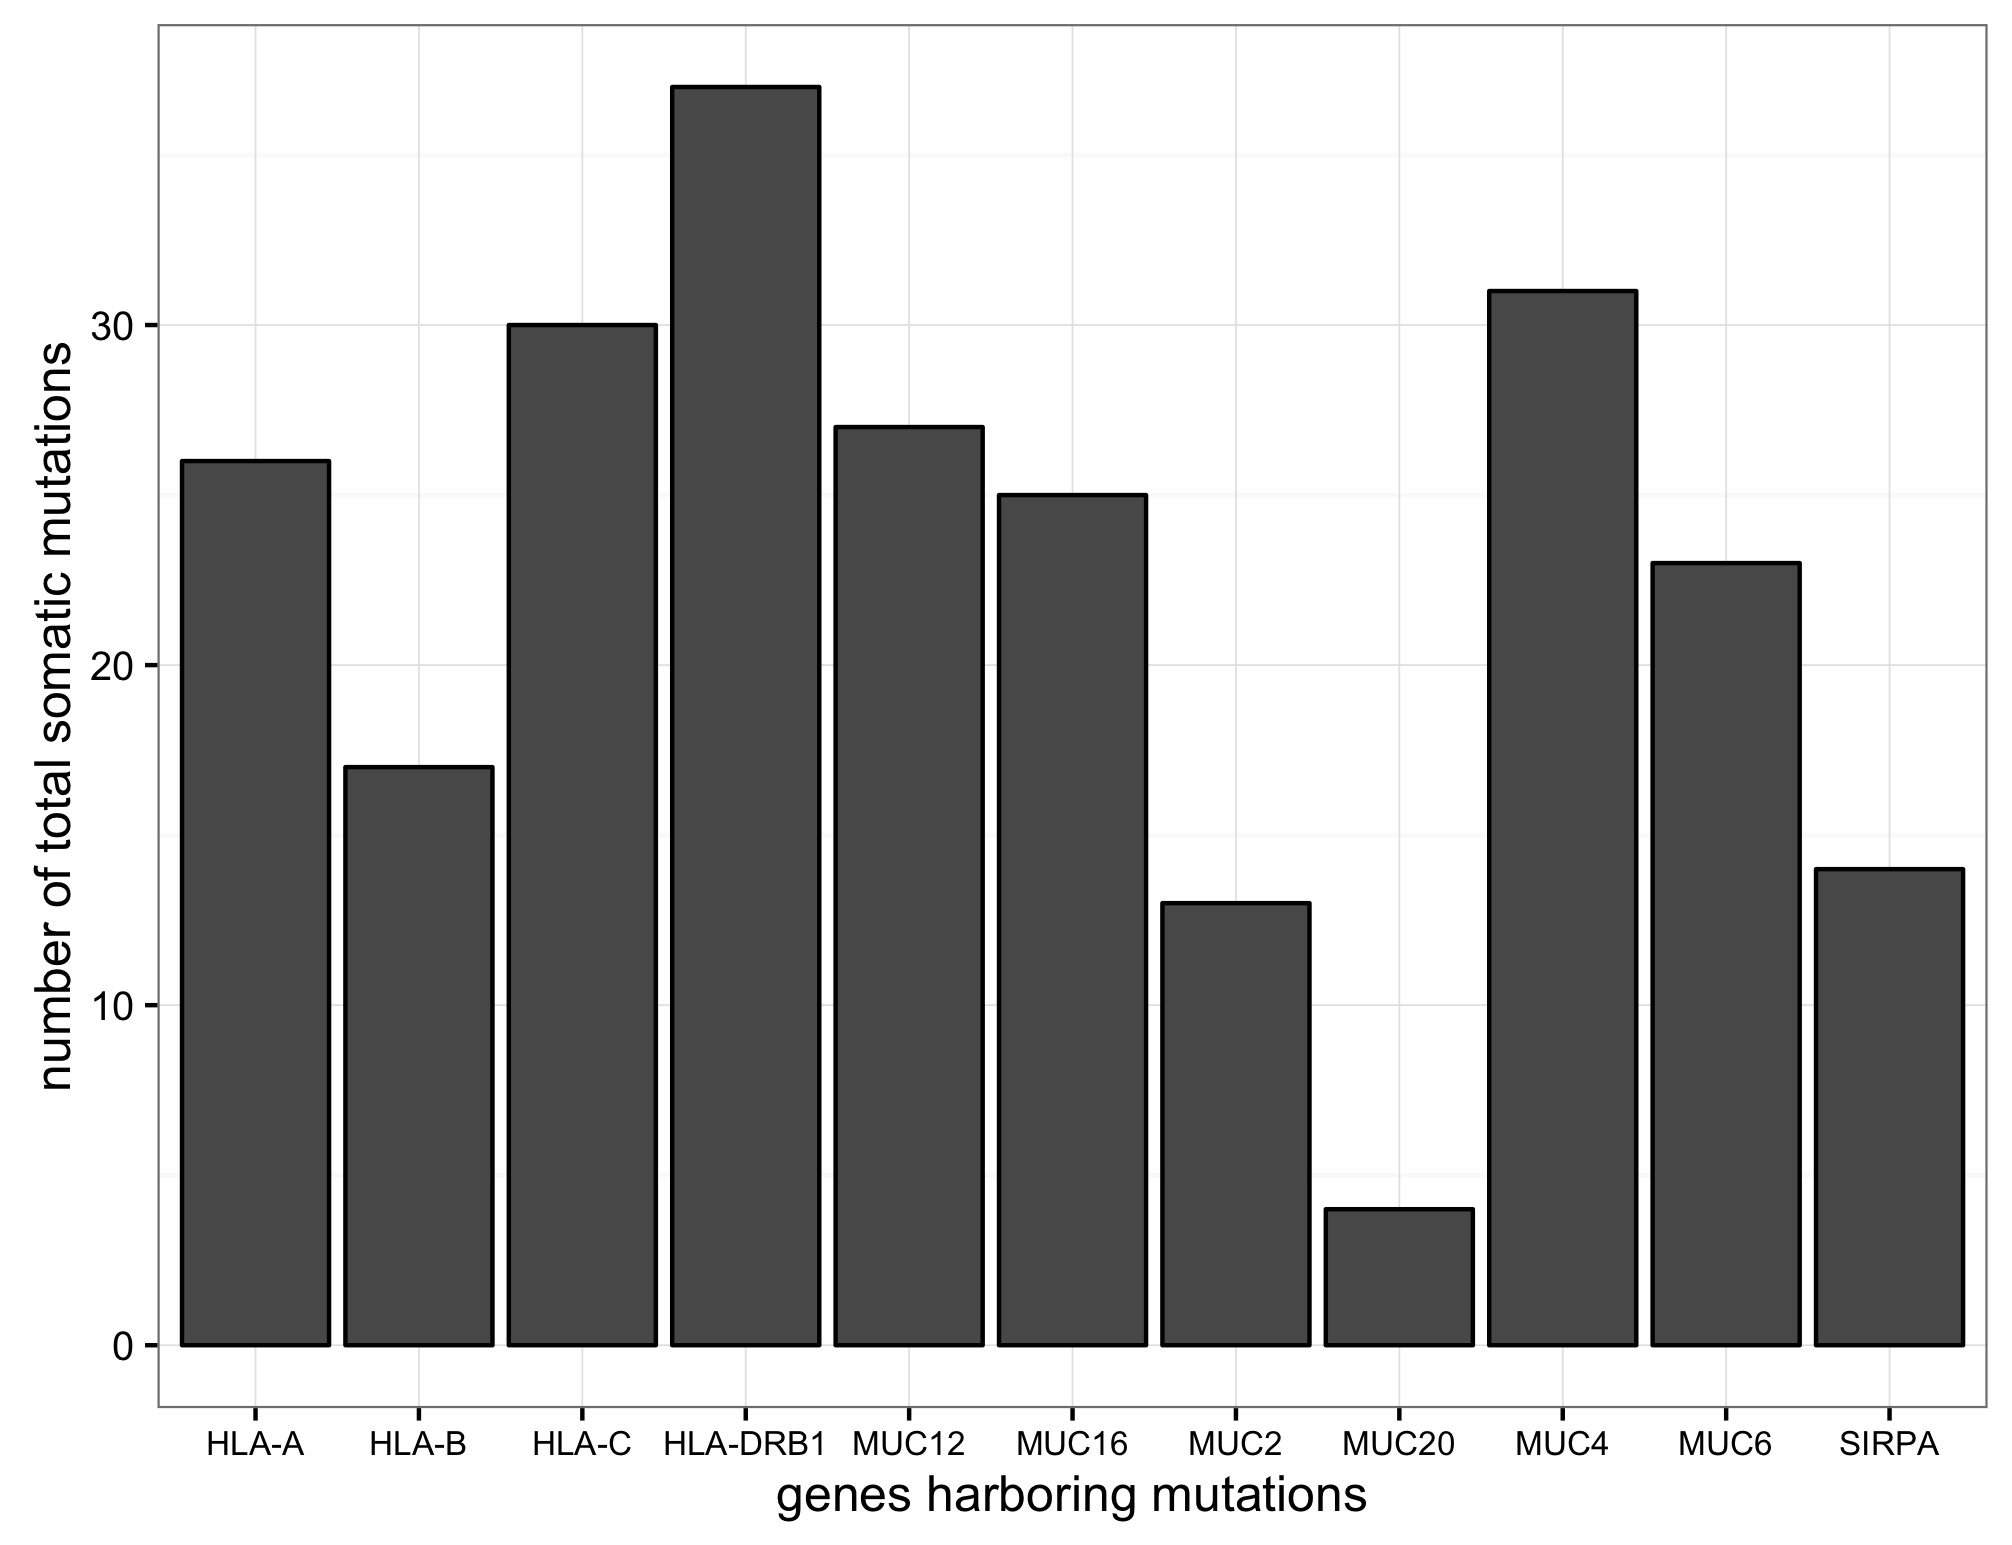 number of total somatic mutations
30
20
10
0
HLA-A HLA-B HLA-C HLA-DRB1 MUC12 MUC16 MUC2 MUC20 MUC4 MUC6 SIRPA
genes harboring mutations